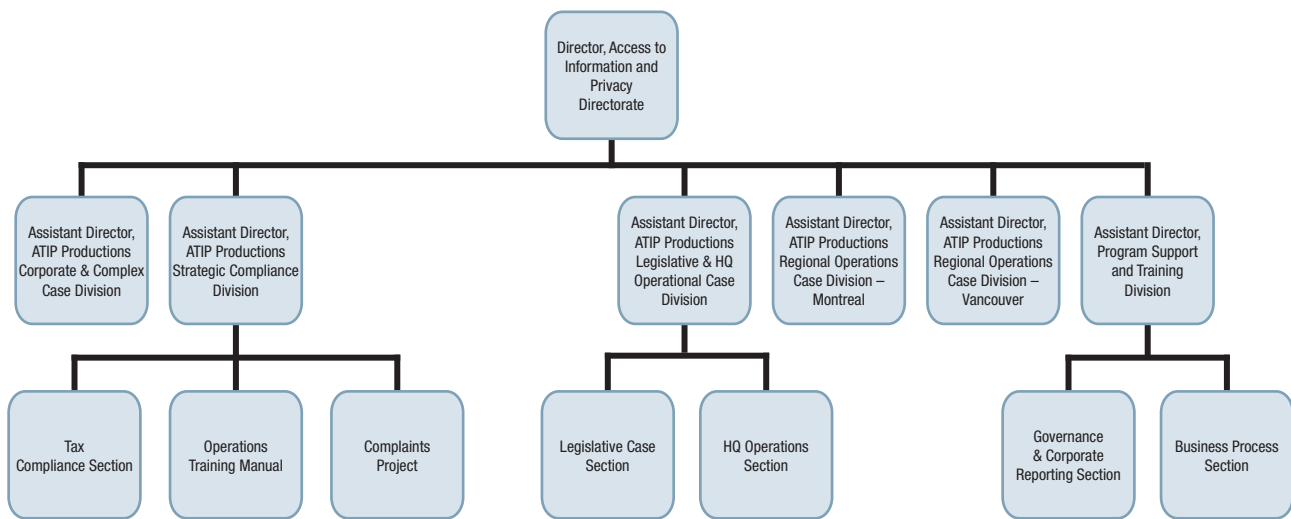 Director, Access to
Information and
Privacy
Directorate
Assistant Director,
ATIP Productions
Corporate & Complex
Case Division
Assistant Director,
ATIP Productions
Strategic Compliance
Division
Assistant Director,
ATIP Productions
Legislative & HQ
Operational Case
Division
Assistant Director,
ATIP Productions
Regional Operations
Case Division –
Montreal
Assistant Director,
ATIP Productions
Regional Operations
Case Division –
Vancouver
Assistant Director,
Program Support
and Training
Division
Tax
Compliance Section
Operations
Training Manual
Complaints
Project
Legislative Case
Section
HQ Operations
Section
Governance
& Corporate
Reporting Section
Business Process
Section